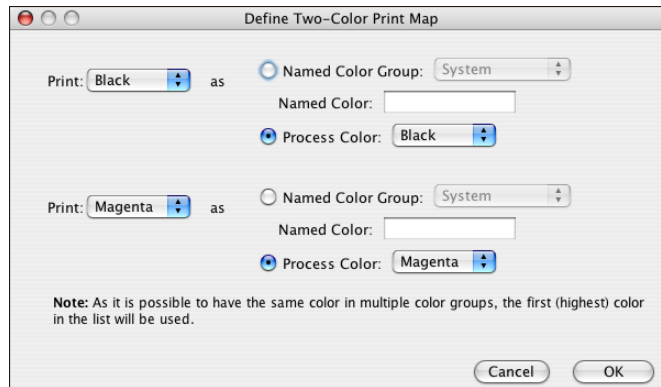 Define Two-Color Print Map
Print: Black as Named Color Group: System
Named Color:
Process Color: Black
Print: Magenta as Named Color Group: System
Named Color:
Process Color: Magenta
Note: As it is possible to have the same color in multiple color groups, the first (highest) color
in the list will be used.
Cancel OK